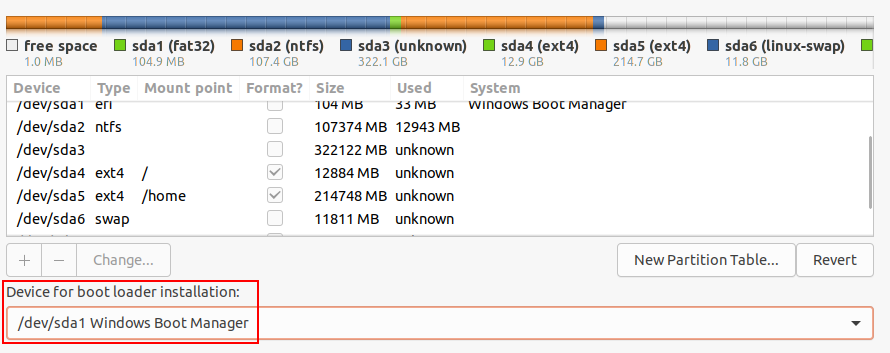 free space sda1 (fat32) sda2 (ntfs) sda3 (unknown) sda4 (ext4) sda5 (ext4) sda6 (linux-swap)
1.0 MB 104.9 MB 107.4 GB 322.1 GB 12.9 GB 214.7 GB 11.8 GB
Device Type Mount point Format? Size Used System
/dev/sda1 efi 104 MB 33 MB Windows Boot Manager
/dev/sda2 ntfs 107374 MB 12943 MB
/dev/sda3 322122 MB unknown
/dev/sda4 ext4 / 12884 MB unknown
/dev/sda5 ext4 /home 214748 MB unknown
/dev/sda6 swap 11811 MB unknown
+ − Change... New Partition Table... Revert
Device for boot loader installation:
/dev/sda1 Windows Boot Manager